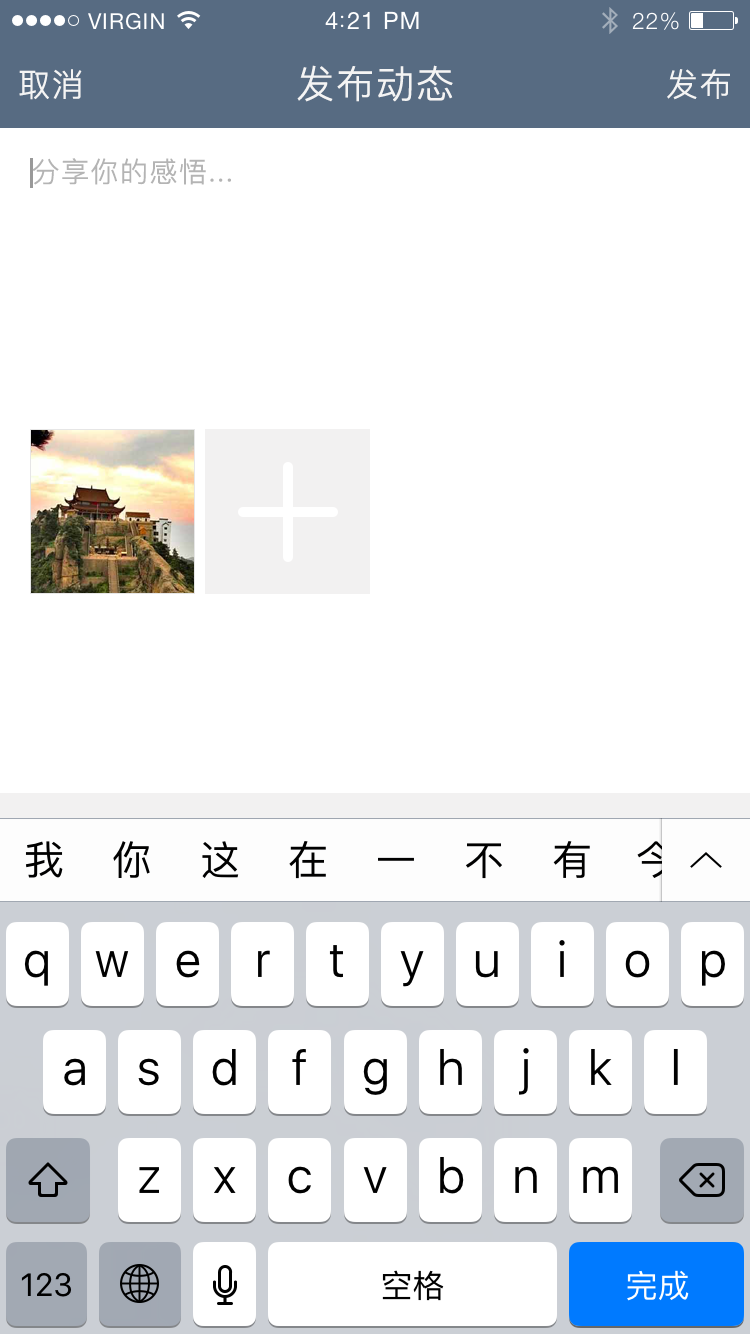 VIRGIN 4:21 PM 22%
取消 发布动态 发布
分享你的感悟...
我 你 这 在 一 不 有 今
q w e r t y u i o p
a s d f g h j k l
z x c v b n m
123 空格 完成